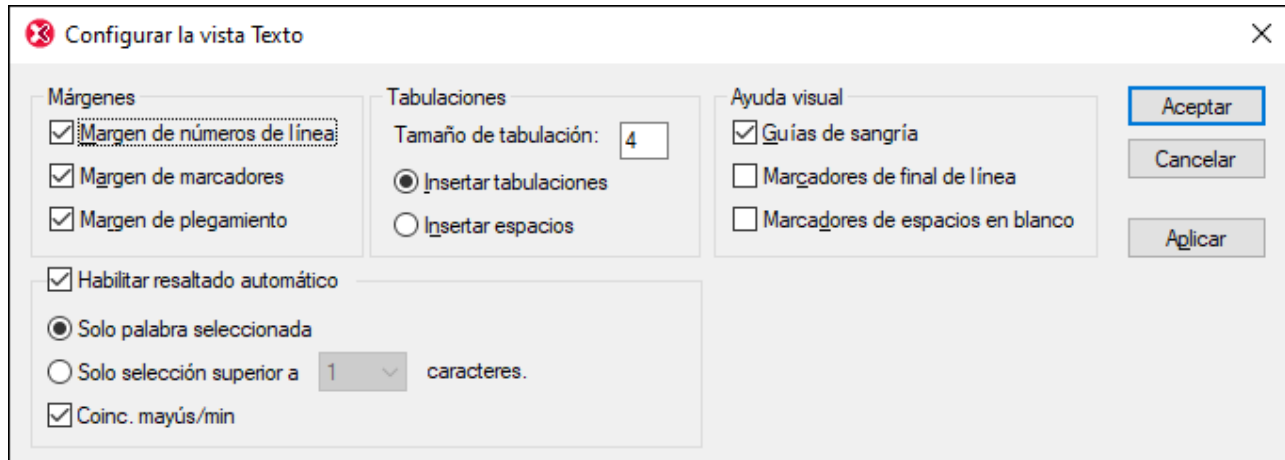 Configurar la vista Texto
Márgenes
Margen de números de línea
Margen de marcadores
Margen de plegamiento
Tabulaciones
Tamaño de tabulación: 4
Insertar tabulaciones
Insertar espacios
Ayuda visual
Guías de sangría
Marcadores de final de línea
Marcadores de espacios en blanco
Aceptar
Cancelar
Aplicar
Habilitar resaltado automático
Solo palabra seleccionada
Solo selección superior a 1 caracteres.
Coinc. mayús/min